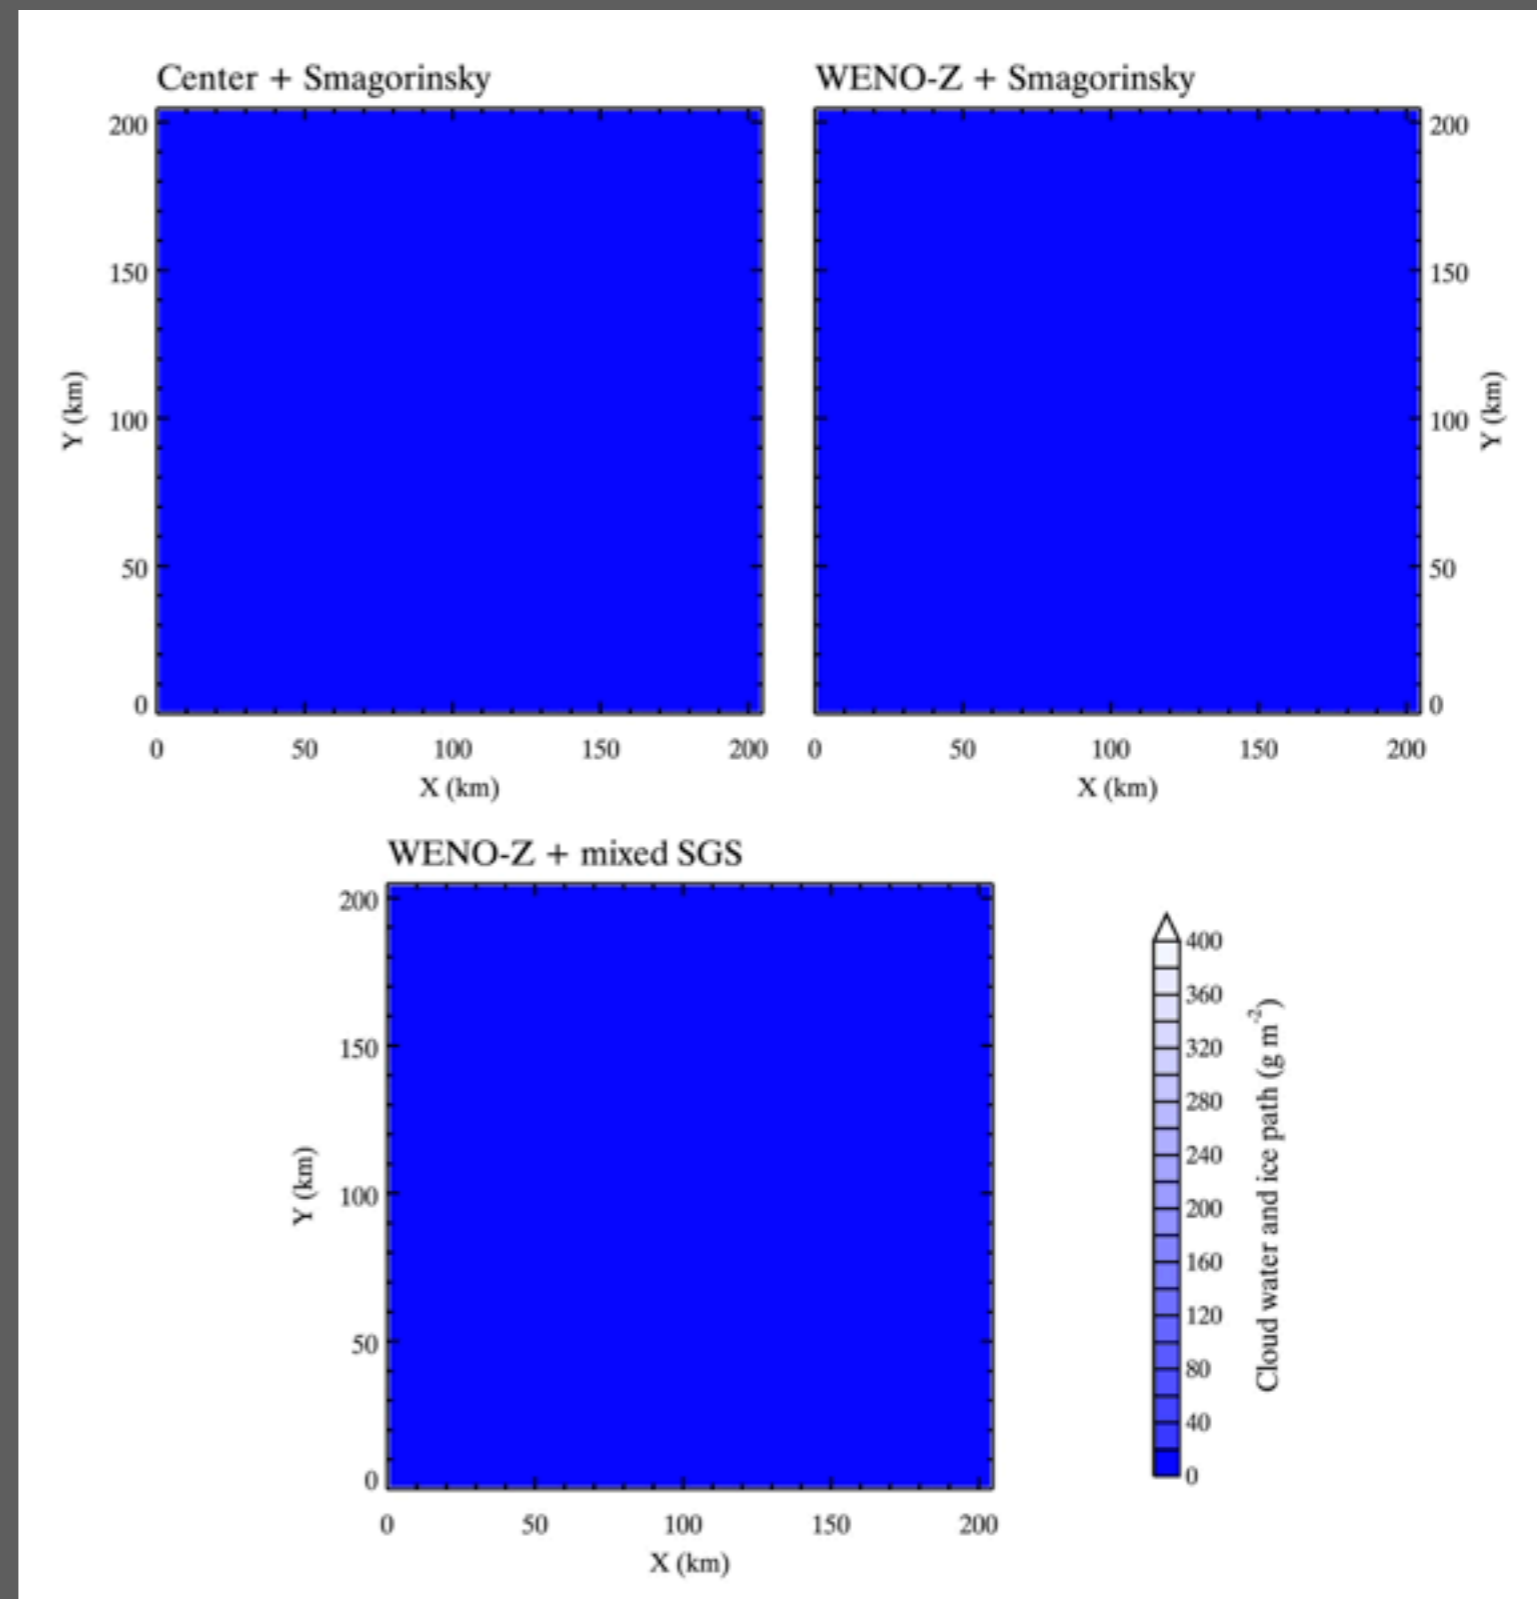 Center + Smagorinsky
WENO-Z + Smagorinsky
200
150
100
50
0
Y (km)
0 50 100 150 200
X (km)
200
150
100
50
0
Y (km)
0 50 100 150 200
X (km)
WENO-Z + mixed SGS
200
150
100
50
0
Y (km)
0 50 100 150 200
X (km)
400
360
320
280
240
200
160
120
80
40
0
Cloud water and ice path (g m-2)